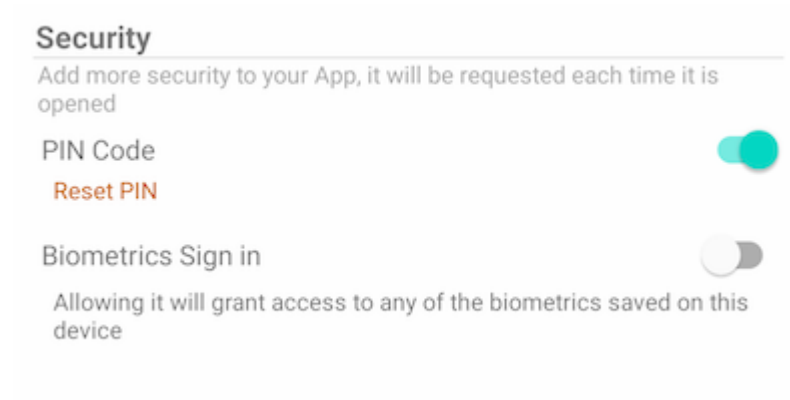 Security
Add more security to your App, it will be requested each time it is
opened
PIN Code
Reset PIN
Biometrics Sign in
Allowing it will grant access to any of the biometrics saved on this
device